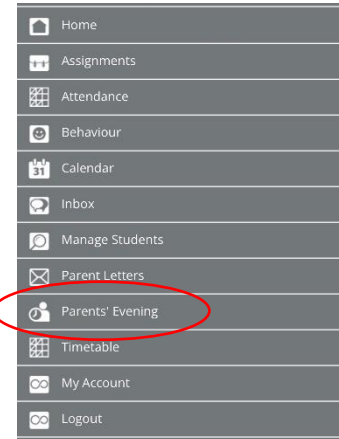 Home
Assignments
Attendance
Behaviour
31 Calendar
Inbox
Manage Students
Parent Letters
Parents' Evening
Timetable
My Account
Logout